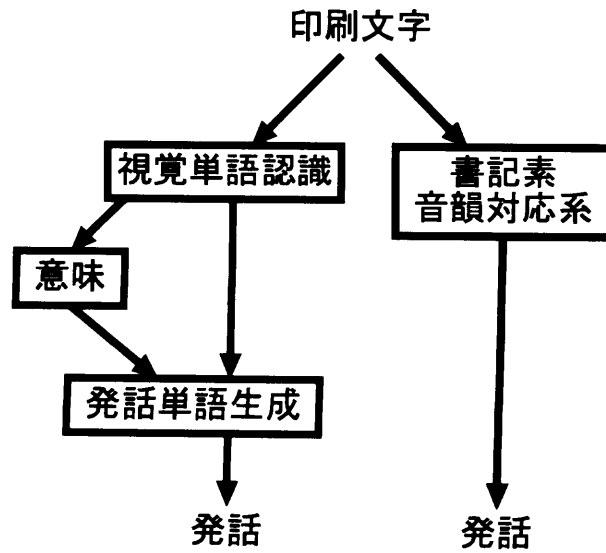 印刷文字
視覚単語認識
書記素
音韻対応系
意味
発話単語生成
発話
発話